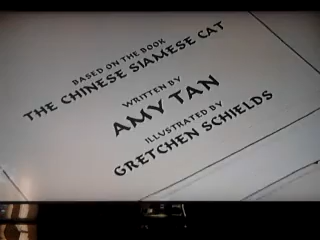 BASED ON THE BOOK
THE CHINESE SIAMESE CAT
WRITTEN BY
AMY TAN
ILLUSTRATED BY
GRETCHEN SCHIELDS